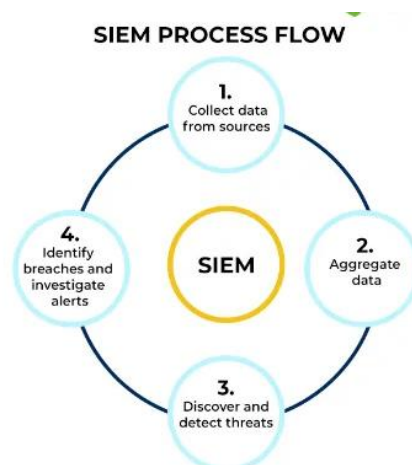 SIEM PROCESS FLOW
1.
Collect data
from sources
2.
Aggregate
data
3.
Discover and
detect threats
4.
Identify
breaches and
investigate
alerts
SIEM